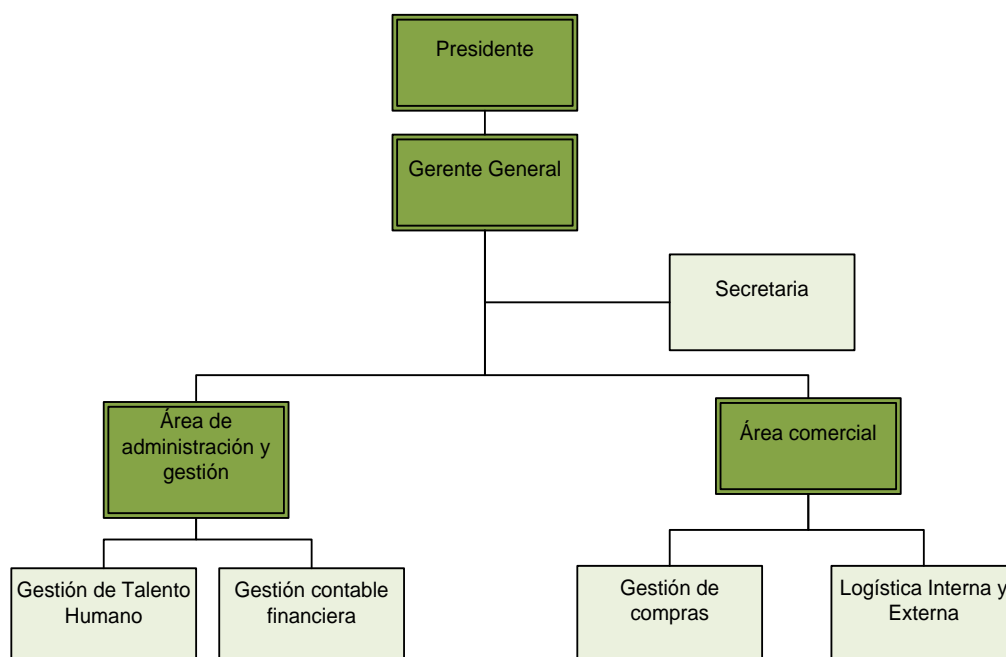 Presidente
Gerente General
Secretaria
Área de
administración y
gestión
Área comercial
Gestión de Talento
Humano
Gestión contable
financiera
Gestión de
compras
Logística Interna y
Externa